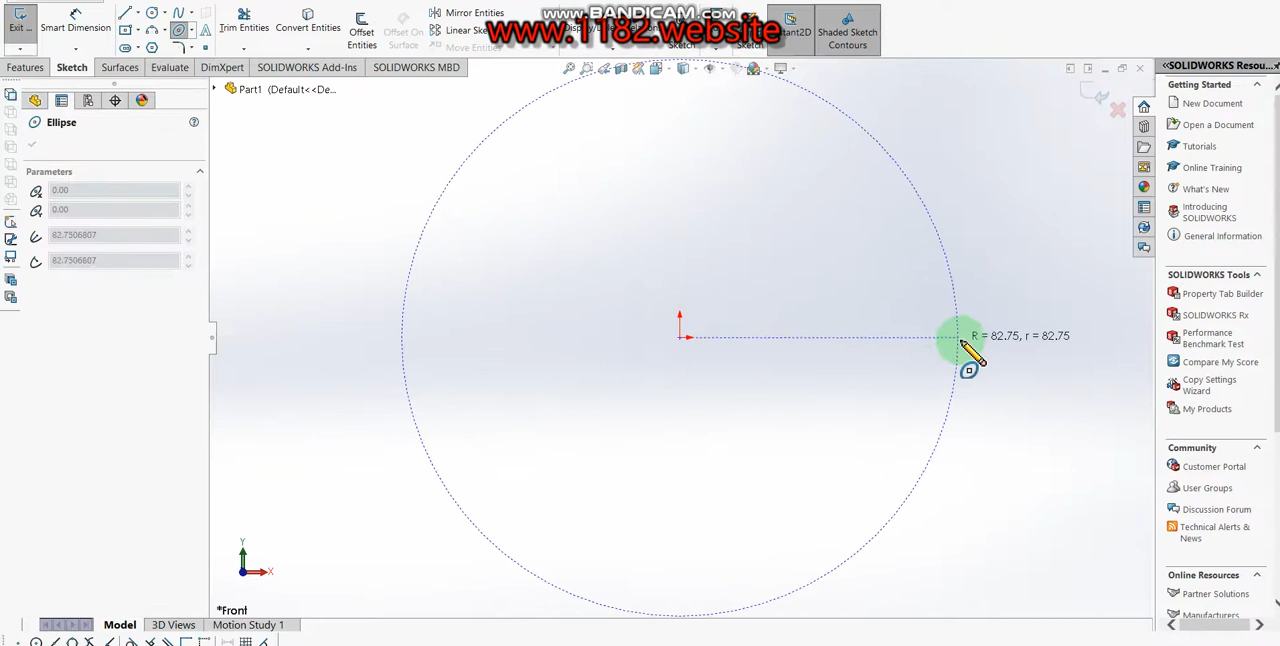 www.BANDICAM.com
www.1182.website
Exit ...
Trim Entities
Convert Entities
Offset Entities
Offset On Surface
Mirror Entities
Move Entities
Shaded Sketch Contours
Features
Sketch
Surfaces
Evaluate
DimXpert
SOLIDWORKS Add-Ins
SOLIDWORKS MBD
Part1 (Default<<De...
Ellipse
Parameters
0.00
0.00
82.7506807
82.7506807
R = 82.75, r = 82.75
Y
X
*Front
Model
3D Views
Motion Study 1
SOLIDWORKS Resou...
Getting Started
New Document
Open a Document
Tutorials
Online Training
What's New
Introducing
SOLIDWORKS
General Information
SOLIDWORKS Tools
Property Tab Builder
SOLIDWORKS Rx
Performance
Benchmark Test
Compare My Score
Copy Settings
Wizard
My Products
Community
Customer Portal
User Groups
Discussion Forum
Technical Alerts &
News
Online Resources
Partner Solutions
Manufacturers